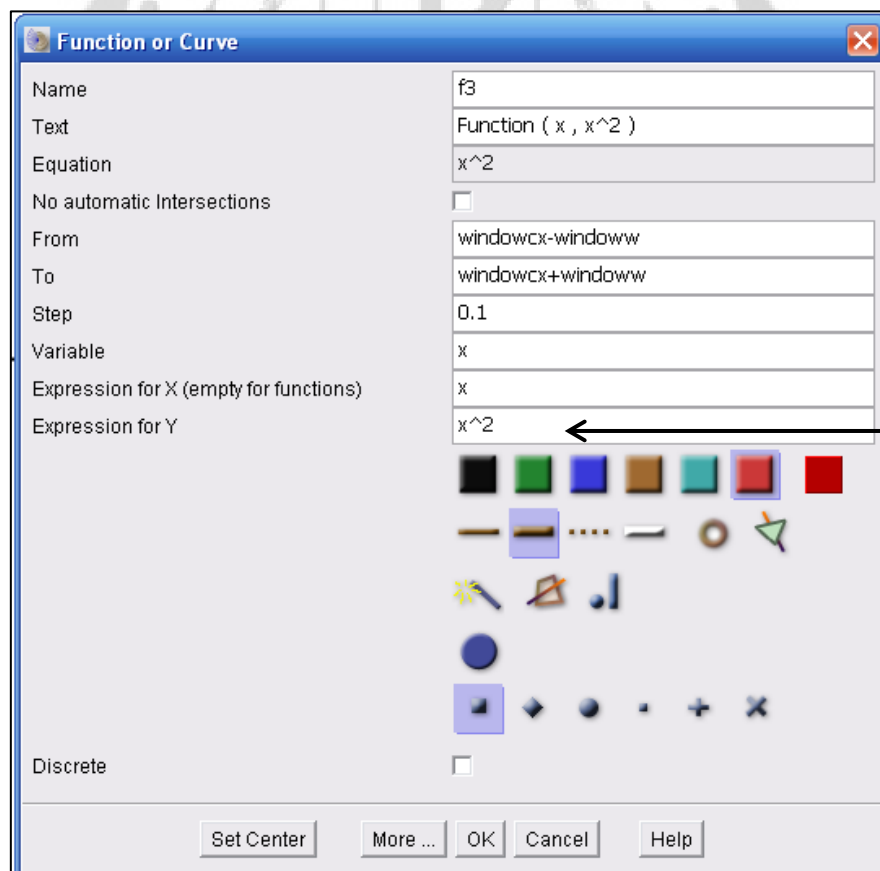 Function or Curve
Name f3
Text Function ( x , x^2 )
Equation x^2
No automatic Intersections
From windowcx-windoww
To windowcx+windoww
Step 0.1
Variable x
Expression for X (empty for functions) x
Expression for Y x^2
Discrete
Set Center More ... OK Cancel Help